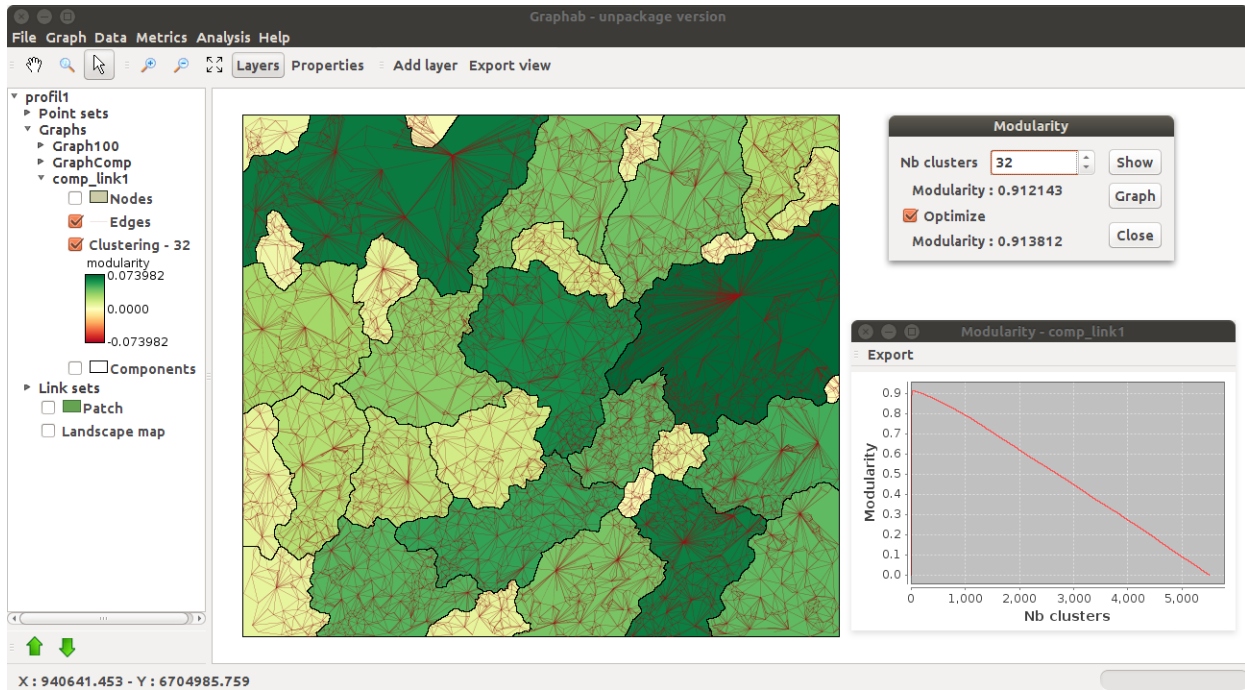 Graphab - unpackage version
File Graph Data Metrics Analysis Help
Layers Properties Add layer Export view
profil1
Point sets
Graphs
Graph100
GraphComp
comp_link1
Nodes
Edges
Clustering - 32
modularity
0.073982
0.0000
-0.073982
Components
Link sets
Patch
Landscape map
Modularity
Nb clusters 32 Show
Modularity : 0.912143
Graph
Optimize
Modularity : 0.913812
Close
Modularity - comp_link1
Export
Modularity
0.9
0.8
0.7
0.6
0.5
0.4
0.3
0.2
0.1
0.0
0 1,000 2,000 3,000 4,000 5,000
Nb clusters
X : 940641.453 - Y : 6704985.759